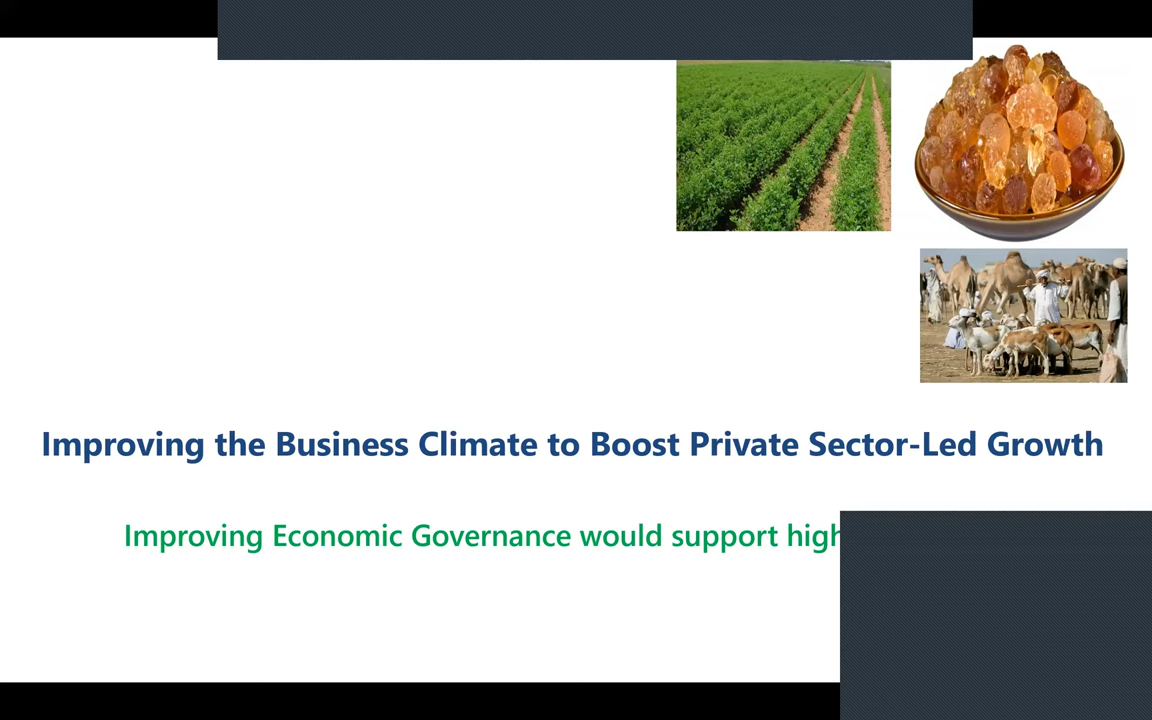 Improving the Business Climate to Boost Private Sector-Led Growth
Improving Economic Governance would support high